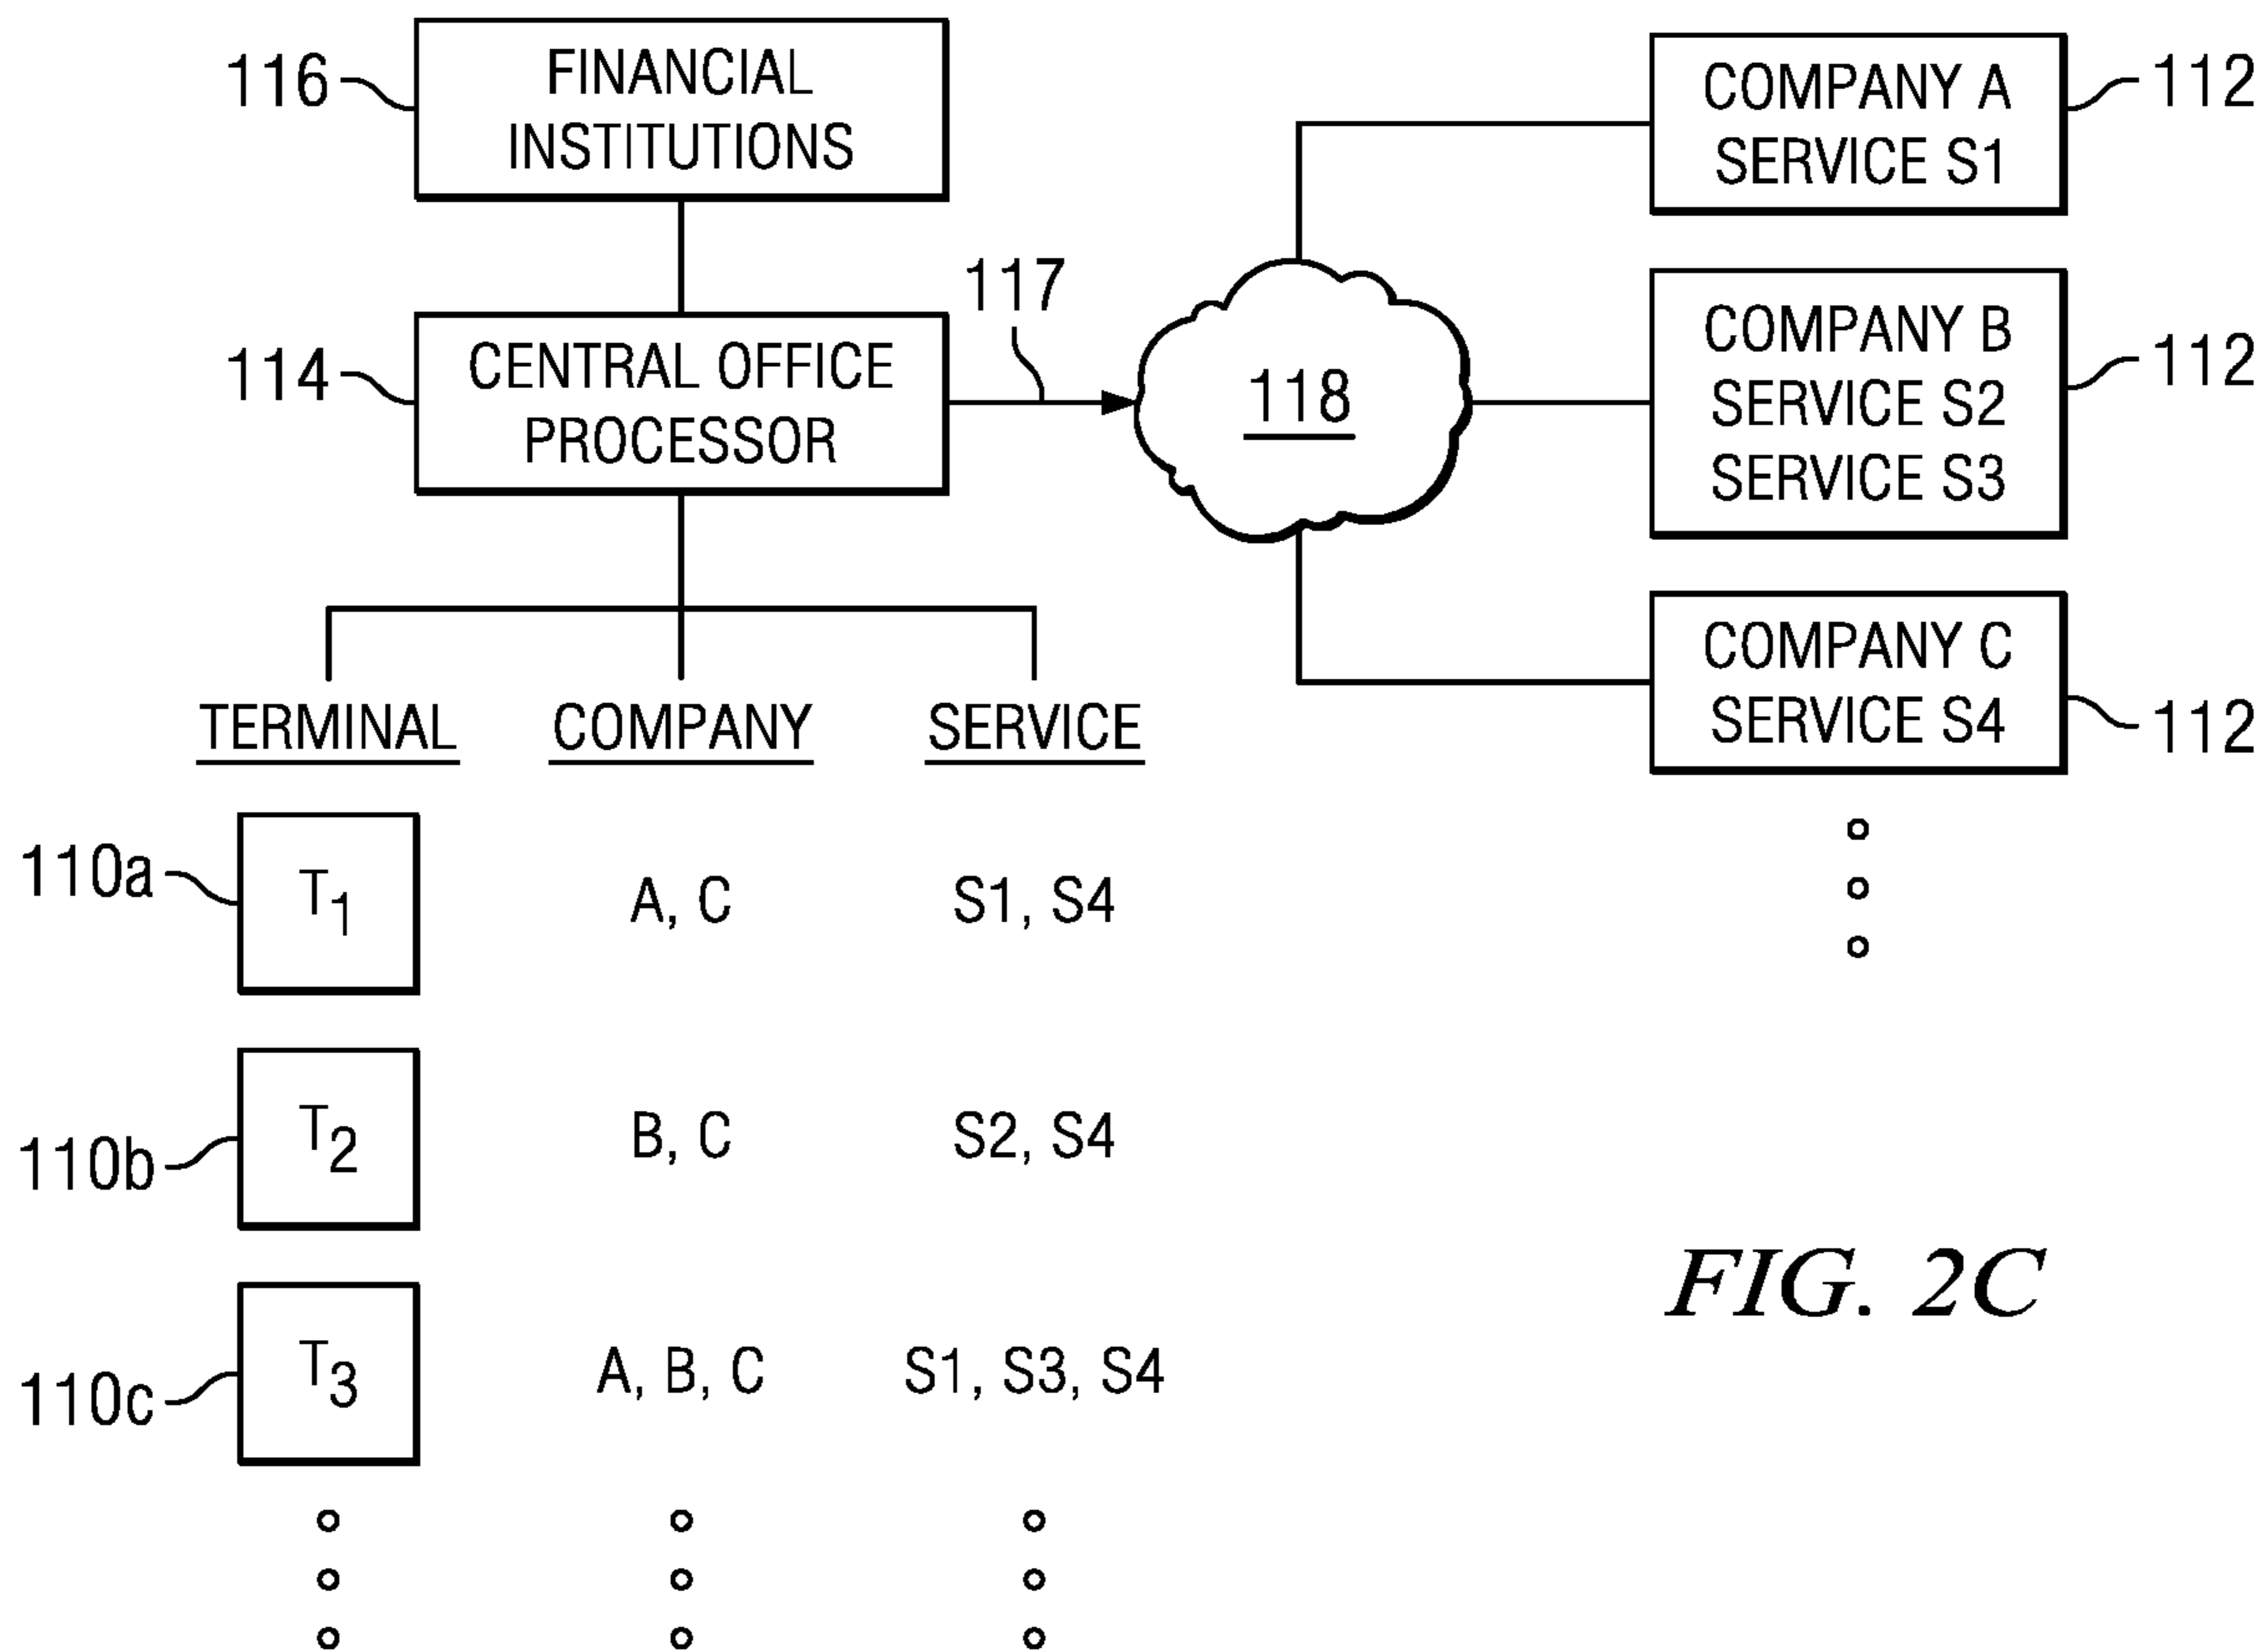 116
FINANCIAL
INSTITUTIONS
114
CENTRAL OFFICE
PROCESSOR
117
118
COMPANY A
SERVICE S1
112
COMPANY B
SERVICE S2
SERVICE S3
112
COMPANY C
SERVICE S4
112
TERMINAL COMPANY SERVICE
110a T1 A, C S1, S4
110b T2 B, C S2, S4
110c T3 A, B, C S1, S3, S4
FIG. 2C